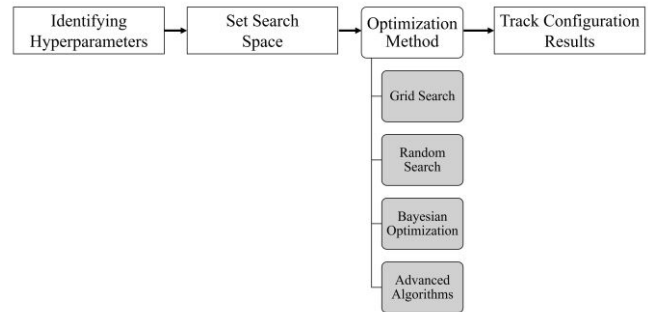 Identifying
Hyperparameters
Set Search
Space
Optimization
Method
Track Configuration
Results
Grid Search
Random
Search
Bayesian
Optimization
Advanced
Algorithms